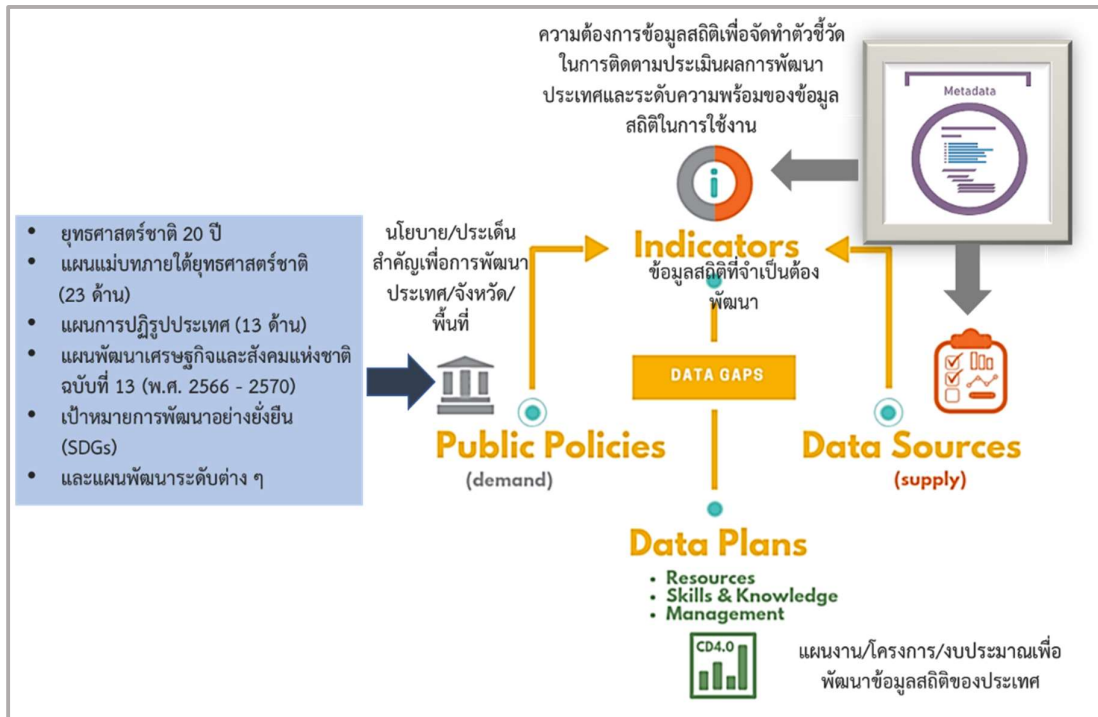 ความต้องการข้อมูลสถิติเพื่อจัดทำตัวชี้วัด
ในการติดตามประเมินผลการพัฒนา
ประเทศและระดับความพร้อมของข้อมูล
สถิติในการใช้งาน
Metadata
• ยุทธศาสตร์ชาติ 20 ปี
• แผนแม่บทภายใต้ยุทธศาสตร์ชาติ
(23 ด้าน)
• แผนการปฏิรูปประเทศ (13 ด้าน)
• แผนพัฒนาเศรษฐกิจและสังคมแห่งชาติ
ฉบับที่ 13 (พ.ศ. 2566 - 2570)
• เป้าหมายการพัฒนาอย่างยั่งยืน
(SDGs)
• และแผนพัฒนาระดับต่าง ๆ
นโยบาย/ประเด็น
สำคัญเพื่อการพัฒนา
ประเทศ/จังหวัด/
พื้นที่
Indicators
ข้อมูลสถิติที่จำเป็นต้อง
พัฒนา
DATA GAPS
Public Policies
(demand)
Data Sources
(supply)
Data Plans
• Resources
• Skills & Knowledge
• Management
CD4.0
แผนงาน/โครงการ/งบประมาณเพื่อ
พัฒนาข้อมูลสถิติของประเทศ